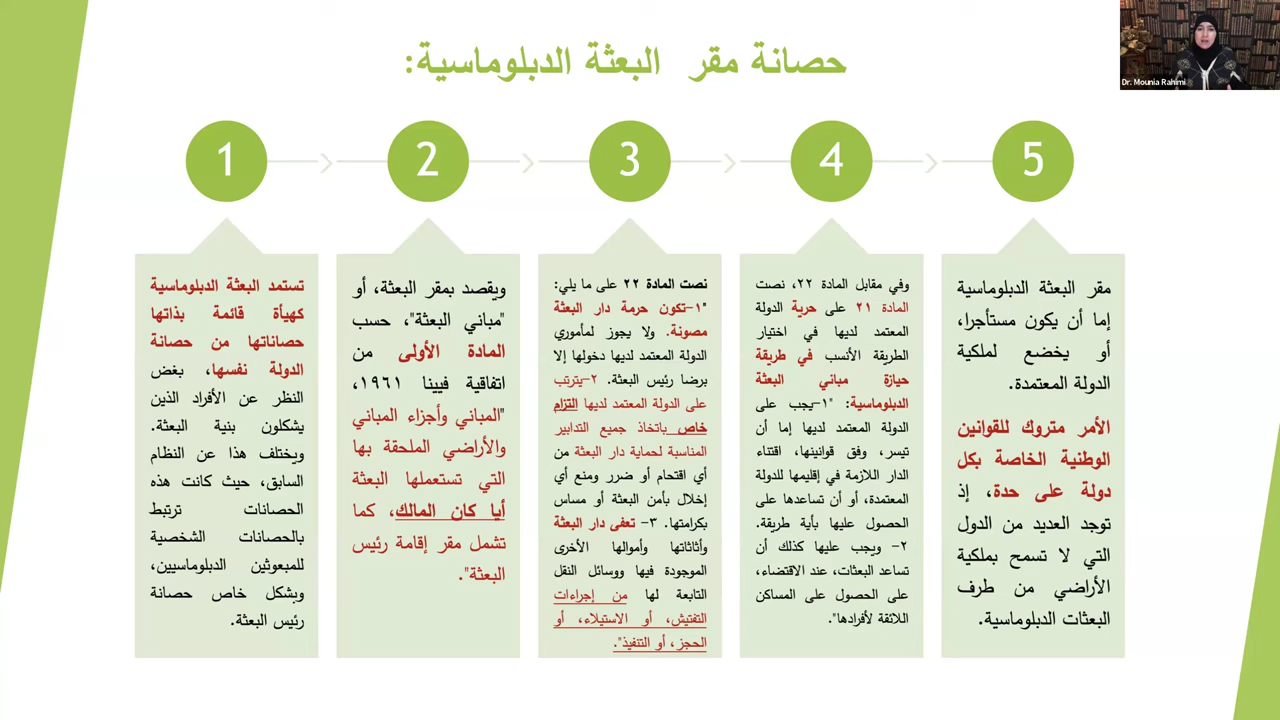 حصانة مقر البعثة الدبلوماسية:
Dr. Mounia Rahimi
1
2
3
4
5
تستمد البعثة الدبلوماسية
كهيأة قائمة بذاتها
حصاناتها من حصانة
الدولة نفسها، بغض
النظر عن الأفراد الذين
يشكلون بنية البعثة.
ويختلف هذا عن النظام
السابق، حيث كانت هذه
الحصانات ترتبط
بالحصانات الشخصية
للمبعوثين الدبلوماسيين،
وبشكل خاص حصانة
رئيس البعثة.
ويقصد بمقر البعثة، أو
"مباني البعثة"، حسب
المادة الأولى من
اتفاقية فيينا ١٩٦١،
"المباني وأجزاء المباني
والأراضي الملحقة بها
التي تستعملها البعثة
أيا كان المالك، كما
تشمل مقر إقامة رئيس
البعثة".
نصت المادة ٢٢ على ما يلي:
"١-تكون حرمة دار البعثة
مصونة. ولا يجوز لمأموري
الدولة المعتمد لديها دخولها إلا
برضا رئيس البعثة. ٢-يترتب
على الدولة المعتمد لديها التزام
خاص باتخاذ جميع التدابير
المناسبة لحماية دار البعثة من
أي اقتحام أو ضرر ومنع أي
إخلال بأمن البعثة أو مساس
بكرامتها. ٣- تعفى دار البعثة
وأثاثاتها وأموالها الأخرى
الموجودة فيها ووسائل النقل
التابعة لها من إجراءات
التفتيش، أو الاستيلاء، أو
الحجز، أو التنفيذ".
وفي مقابل المادة ٢٢، نصت
المادة ٢١ على حرية الدولة
المعتمد لديها في اختيار
الطريقة الأنسب في طريقة
حيازة مباني البعثة
الدبلوماسية: "١-يجب على
الدولة المعتمد لديها إما أن
تيسر، وفق قوانينها، اقتناء
الدار اللازمة في إقليمها للدولة
المعتمدة، أو أن تساعدها على
الحصول عليها بأية طريقة.
٢- ويجب عليها كذلك أن
تساعد البعثات، عند الاقتضاء،
على الحصول على المساكن
اللائقة لأفرادها".
مقر البعثة الدبلوماسية
إما أن يكون مستأجرا،
أو يخضع لملكية
الدولة المعتمدة.
الأمر متروك للقوانين
الوطنية الخاصة بكل
دولة على حدة، إذ
توجد العديد من الدول
التي لا تسمح بملكية
الأراضي من طرف
البعثات الدبلوماسية.